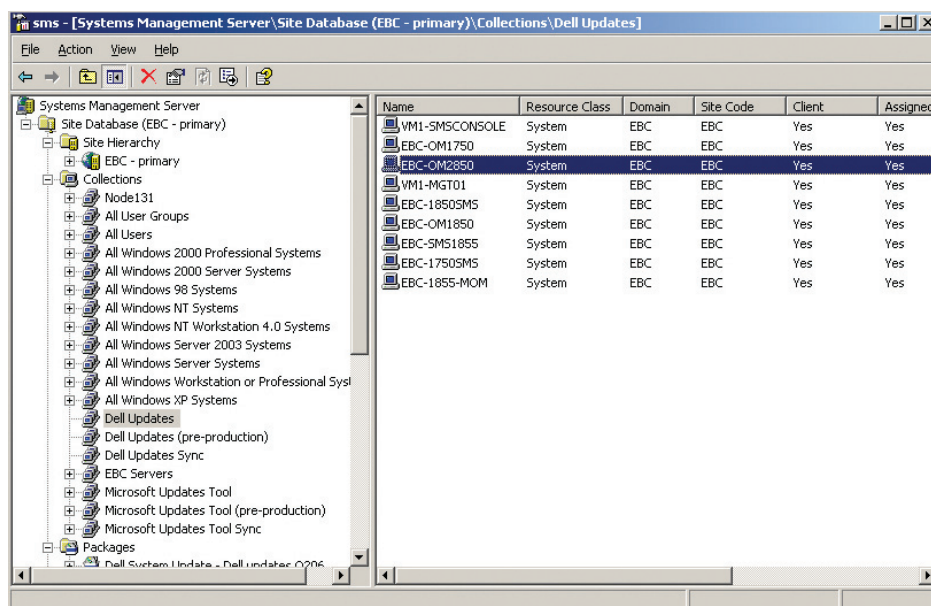 sms - [Systems Management Server\Site Database (EBC - primary)\Collections\Dell Updates]
File Action View Help
Systems Management Server
Site Database (EBC - primary)
Site Hierarchy
EBC - primary
Collections
Node131
All User Groups
All Users
All Windows 2000 Professional Systems
All Windows 2000 Server Systems
All Windows 98 Systems
All Windows NT Systems
All Windows NT Workstation 4.0 Systems
All Windows Server 2003 Systems
All Windows Server Systems
All Windows Workstation or Professional Syst
All Windows XP Systems
Dell Updates
Dell Updates (pre-production)
Dell Updates Sync
EBC Servers
Microsoft Updates Tool
Microsoft Updates Tool (pre-production)
Microsoft Updates Tool Sync
Packages
Dell System Update - Dell updates Q206
Name Resource Class Domain Site Code Client Assigned
VM1-SMSCONSOLE System EBC EBC Yes Yes
EBC-OM1750 System EBC EBC Yes Yes
EBC-OM2850 System EBC EBC Yes Yes
VM1-MGT01 System EBC EBC Yes Yes
EBC-1850SMS System EBC EBC Yes Yes
EBC-OM1850 System EBC EBC Yes Yes
EBC-SMS1855 System EBC EBC Yes Yes
EBC-1750SMS System EBC EBC Yes Yes
EBC-1855-MOM System EBC EBC Yes Yes